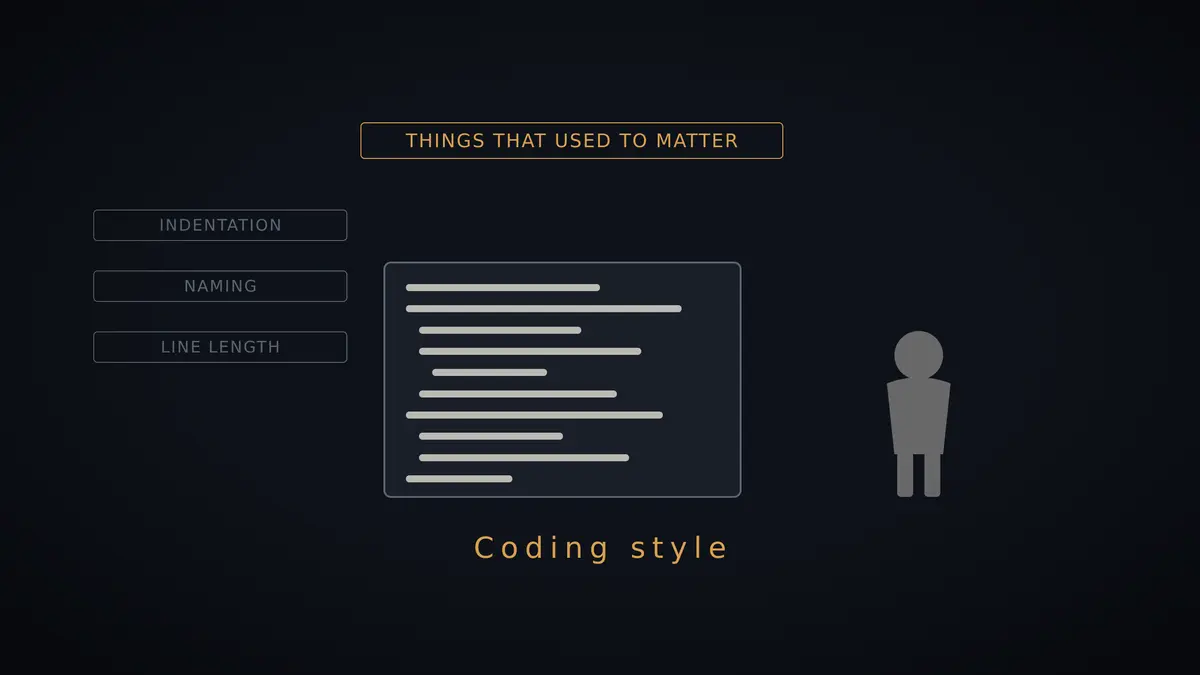 THINGS THAT USED TO MATTER
INDENTATION
NAMING
LINE LENGTH
Coding style